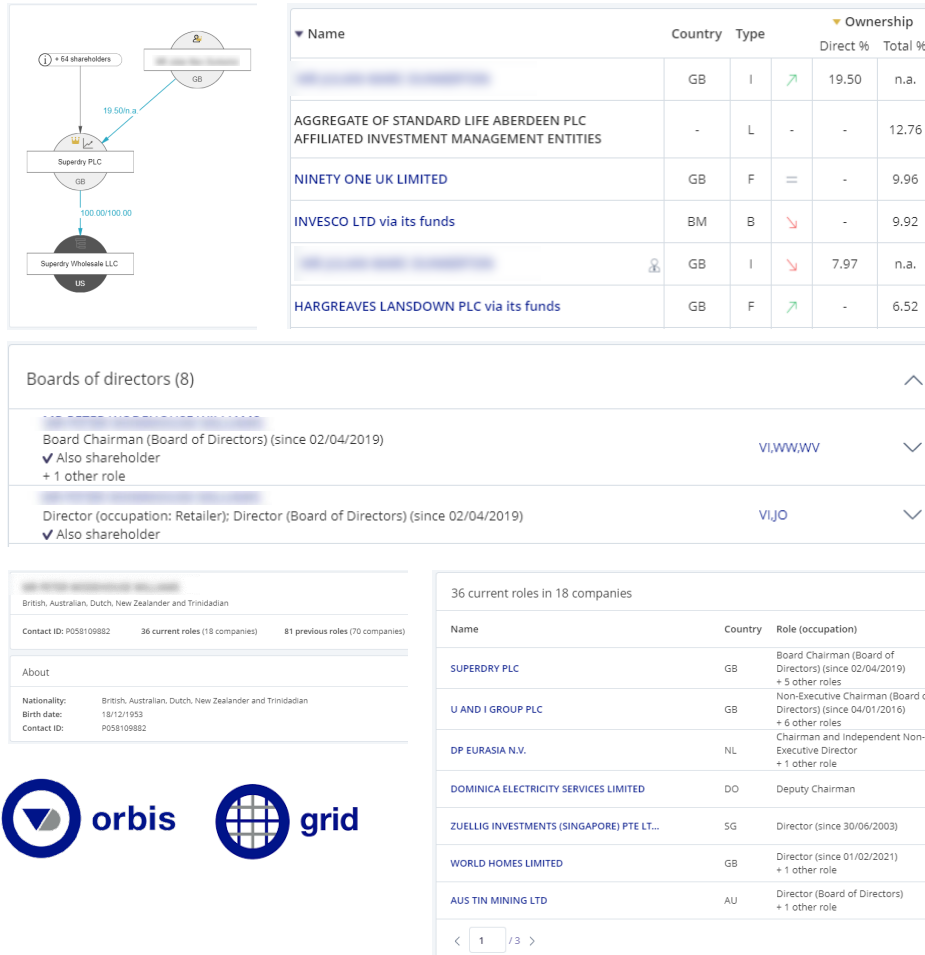 + 64 shareholders
GB
19.50/n.a
Superdry PLC
GB
100.00/100.00
Superdry Wholesale LLC
US
Name Country Type Ownership
Direct % Total %
GB I 19.50 n.a.
AGGREGATE OF STANDARD LIFE ABERDEEN PLC
AFFILIATED INVESTMENT MANAGEMENT ENTITIES - L - - 12.76
NINETY ONE UK LIMITED GB F = - 9.96
INVESCO LTD via its funds BM B - 9.92
GB I 7.97 n.a.
HARGREAVES LANSDOWN PLC via its funds GB F - 6.52
Boards of directors (8)
Board Chairman (Board of Directors) (since 02/04/2019) VI,WW,WV
✓ Also shareholder
+ 1 other role
Director (occupation: Retailer); Director (Board of Directors) (since 02/04/2019) VI,JO
✓ Also shareholder
British, Australian, Dutch, New Zealander and Trinidadian
Contact ID: P058109882 36 current roles (18 companies) 81 previous roles (70 companies)
About
Nationality: British, Australian, Dutch, New Zealander and Trinidadian
Birth date: 18/12/1953
Contact ID: P058109882
orbis grid
36 current roles in 18 companies
Name Country Role (occupation)
SUPERDRY PLC GB Board Chairman (Board of
Directors) (since 02/04/2019)
+ 5 other roles
U AND I GROUP PLC GB Non-Executive Chairman (Board o
Directors) (since 04/01/2016)
+ 6 other roles
DP EURASIA N.V. NL Chairman and Independent Non-
Executive Director
+ 1 other role
DOMINICA ELECTRICITY SERVICES LIMITED DO Deputy Chairman
ZUELLIG INVESTMENTS (SINGAPORE) PTE LT... SG Director (since 30/06/2003)
WORLD HOMES LIMITED GB Director (since 01/02/2021)
+ 1 other role
AUS TIN MINING LTD AU Director (Board of Directors)
+ 1 other role
< 1 / 3 >